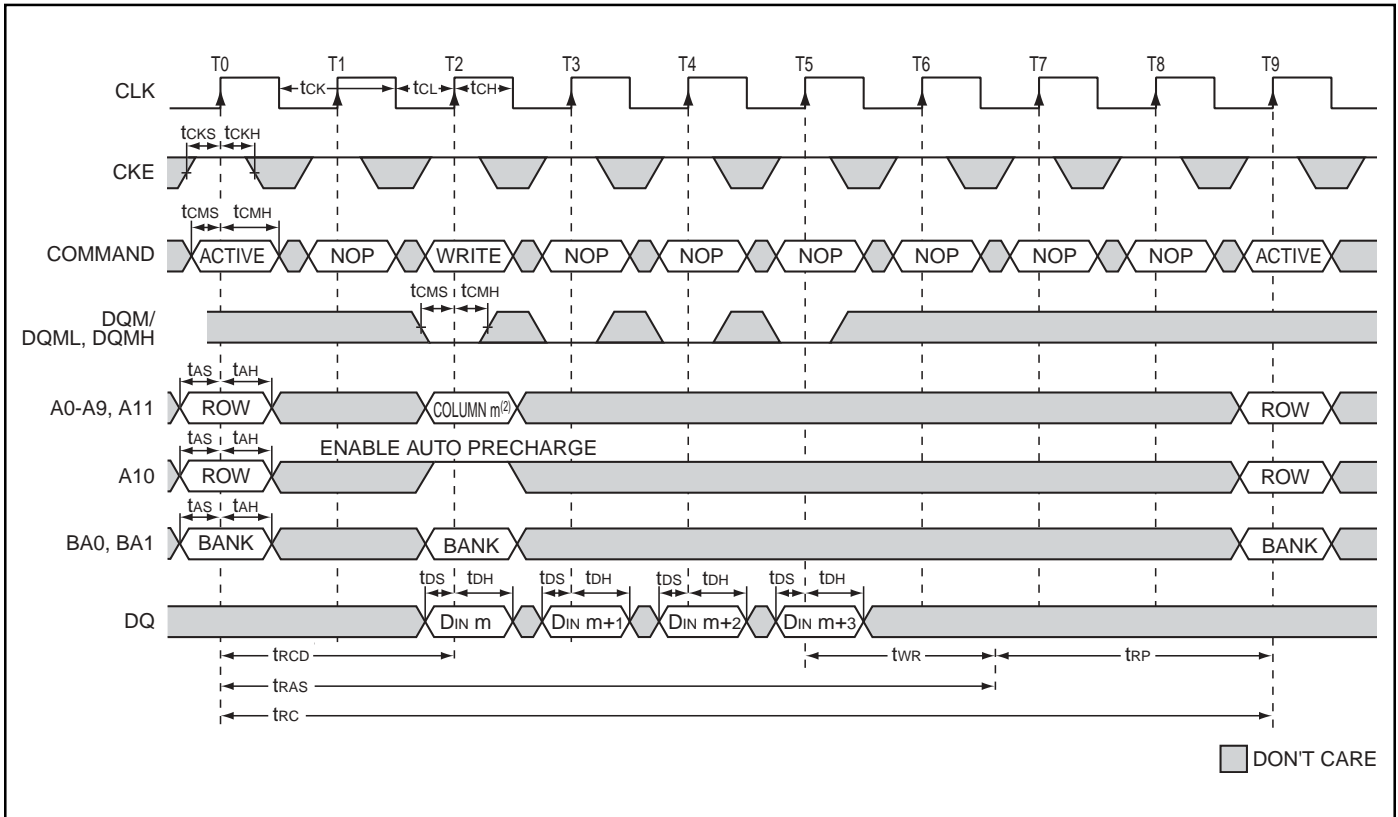 T0 T1 T2 T3 T4 T5 T6 T7 T8 T9
CLK tCK tCL tCH
tCKS tCKH
CKE
tCMS tCMH
COMMAND ACTIVE NOP WRITE NOP NOP NOP NOP NOP NOP ACTIVE
tCMS tCMH
DQM/
DQML, DQMH
tAS tAH
A0-A9, A11 ROW COLUMN m(2) ROW
tAS tAH ENABLE AUTO PRECHARGE
A10 ROW ROW
tAS tAH
BA0, BA1 BANK BANK BANK
tDS tDH tDS tDH tDS tDH tDS tDH
DQ DIN m DIN m+1 DIN m+2 DIN m+3
tRCD tWR tRP
tRAS
tRC
DON'T CARE